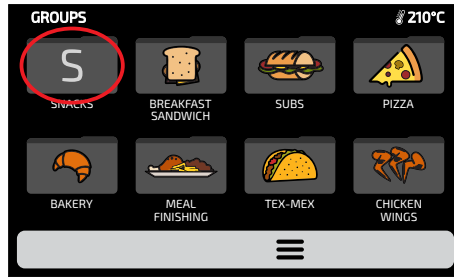 GROUPS 210°C
S
SNACKS BREAKFAST SANDWICH SUBS PIZZA
BAKERY MEAL FINISHING TEX-MEX CHICKEN WINGS